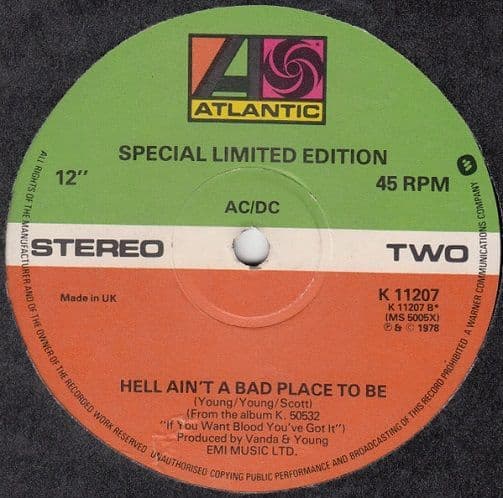 ATLANTIC
SPECIAL LIMITED EDITION
12''
45 RPM
AC/DC
STEREO
TWO
Made in UK
K 11207
K 11207 B*
(MS 5005X)
℗ & © 1978
HELL AIN'T A BAD PLACE TO BE
(Young/Young/Scott)
(From the album K. 50532
"If You Want Blood You've Got It")
Produced by Vanda & Young
EMI MUSIC LTD.
ALL RIGHTS OF THE MANUFACTURER AND OF THE OWNER OF THE RECORDED WORK RESERVED UNAUTHORISED COPYING PUBLIC PERFORMANCE AND BROADCASTING OF THIS RECORD PROHIBITED A WARNER COMMUNICATIONS COMPANY